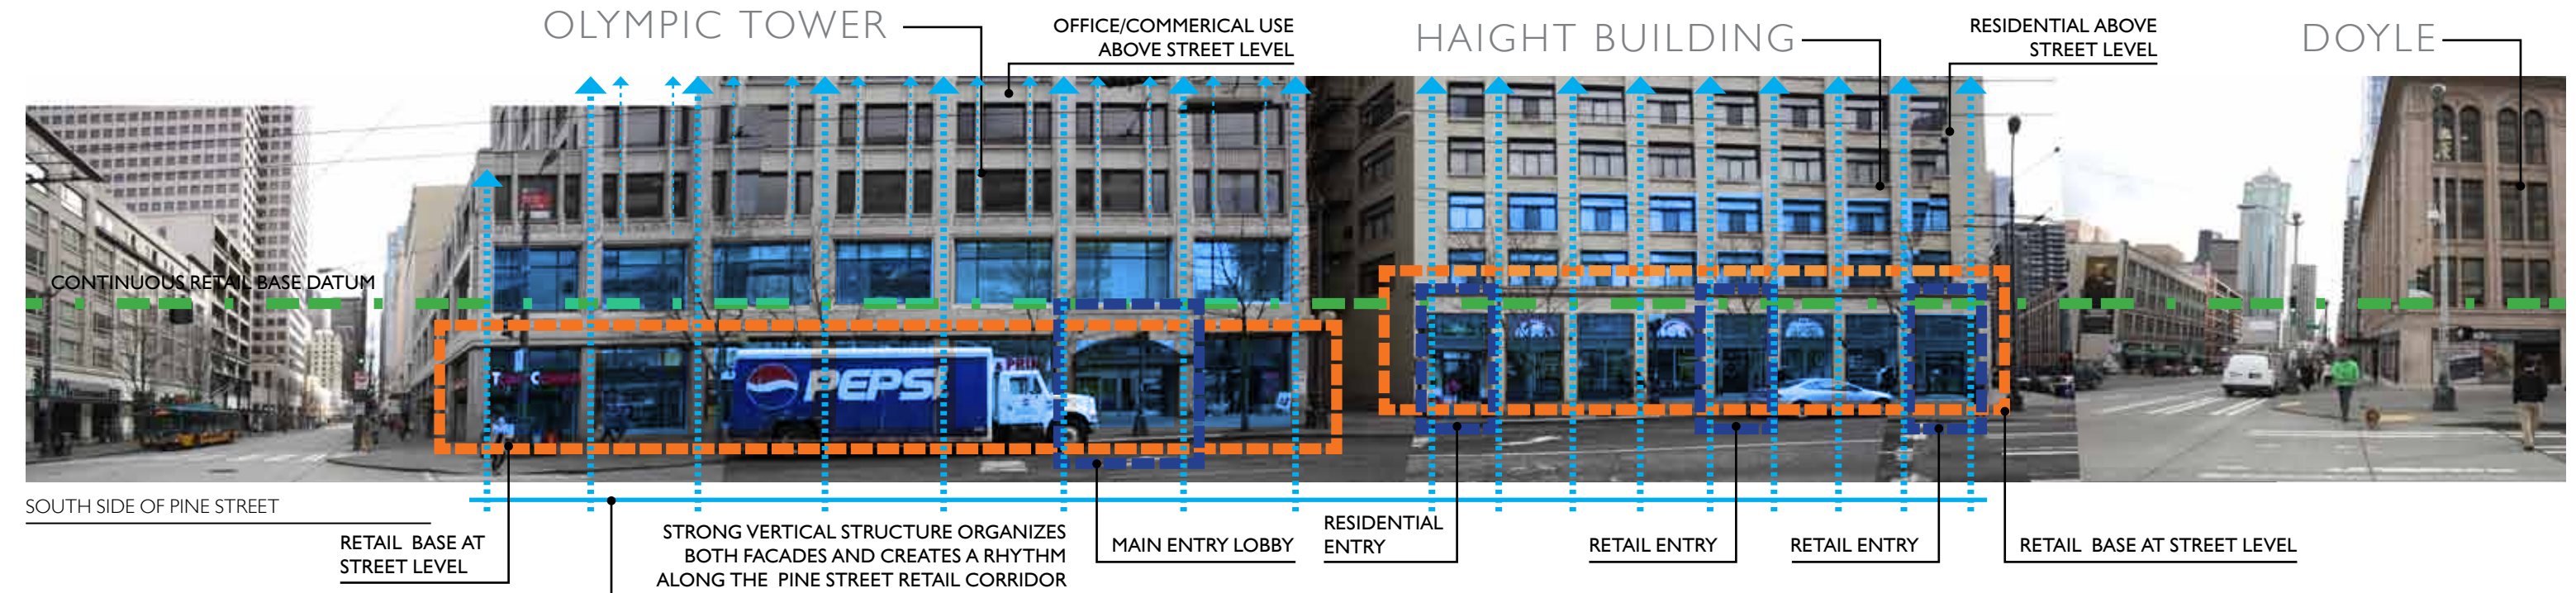 OLYMPIC TOWER
OFFICE/COMMERICAL USE
ABOVE STREET LEVEL
HAIGHT BUILDING
RESIDENTIAL ABOVE
STREET LEVEL
DOYLE
CONTINUOUS RETAIL BASE DATUM
PEPSI
SOUTH SIDE OF PINE STREET
RETAIL BASE AT
STREET LEVEL
STRONG VERTICAL STRUCTURE ORGANIZES
BOTH FACADES AND CREATES A RHYTHM
ALONG THE PINE STREET RETAIL CORRIDOR
MAIN ENTRY LOBBY
RESIDENTIAL
ENTRY
RETAIL ENTRY
RETAIL ENTRY
RETAIL BASE AT STREET LEVEL